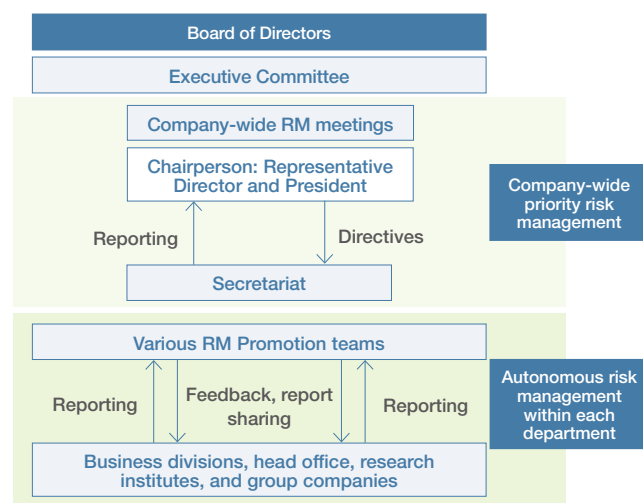 Board of Directors
Executive Committee
Company-wide RM meetings
Chairperson: Representative
Director and President
Company-wide
priority risk
management
Reporting
Directives
Secretariat
Various RM Promotion teams
Reporting
Feedback, report
sharing
Reporting
Autonomous risk
management
within each
department
Business divisions, head office, research
institutes, and group companies